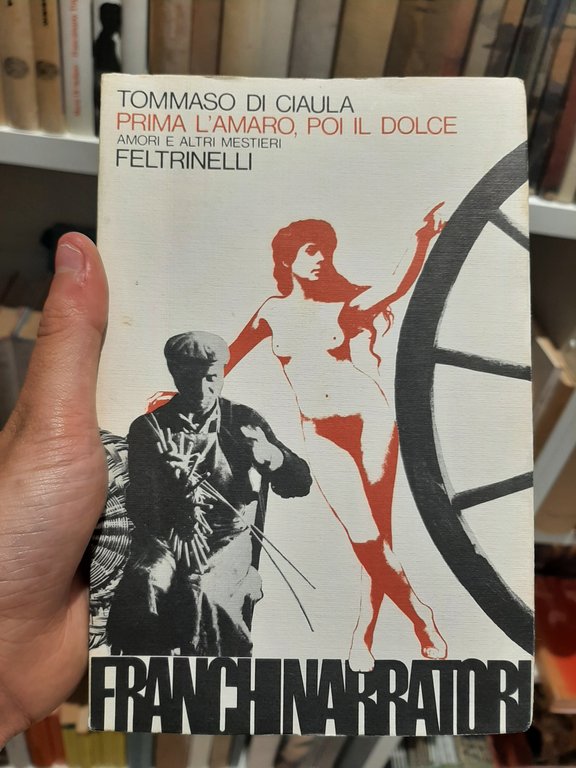 TOMMASO DI CIAULA
PRIMA L'AMARO, POI IL DOLCE
AMORI E ALTRI MESTIERI
FELTRINELLI
FRANCHI NARRATORI